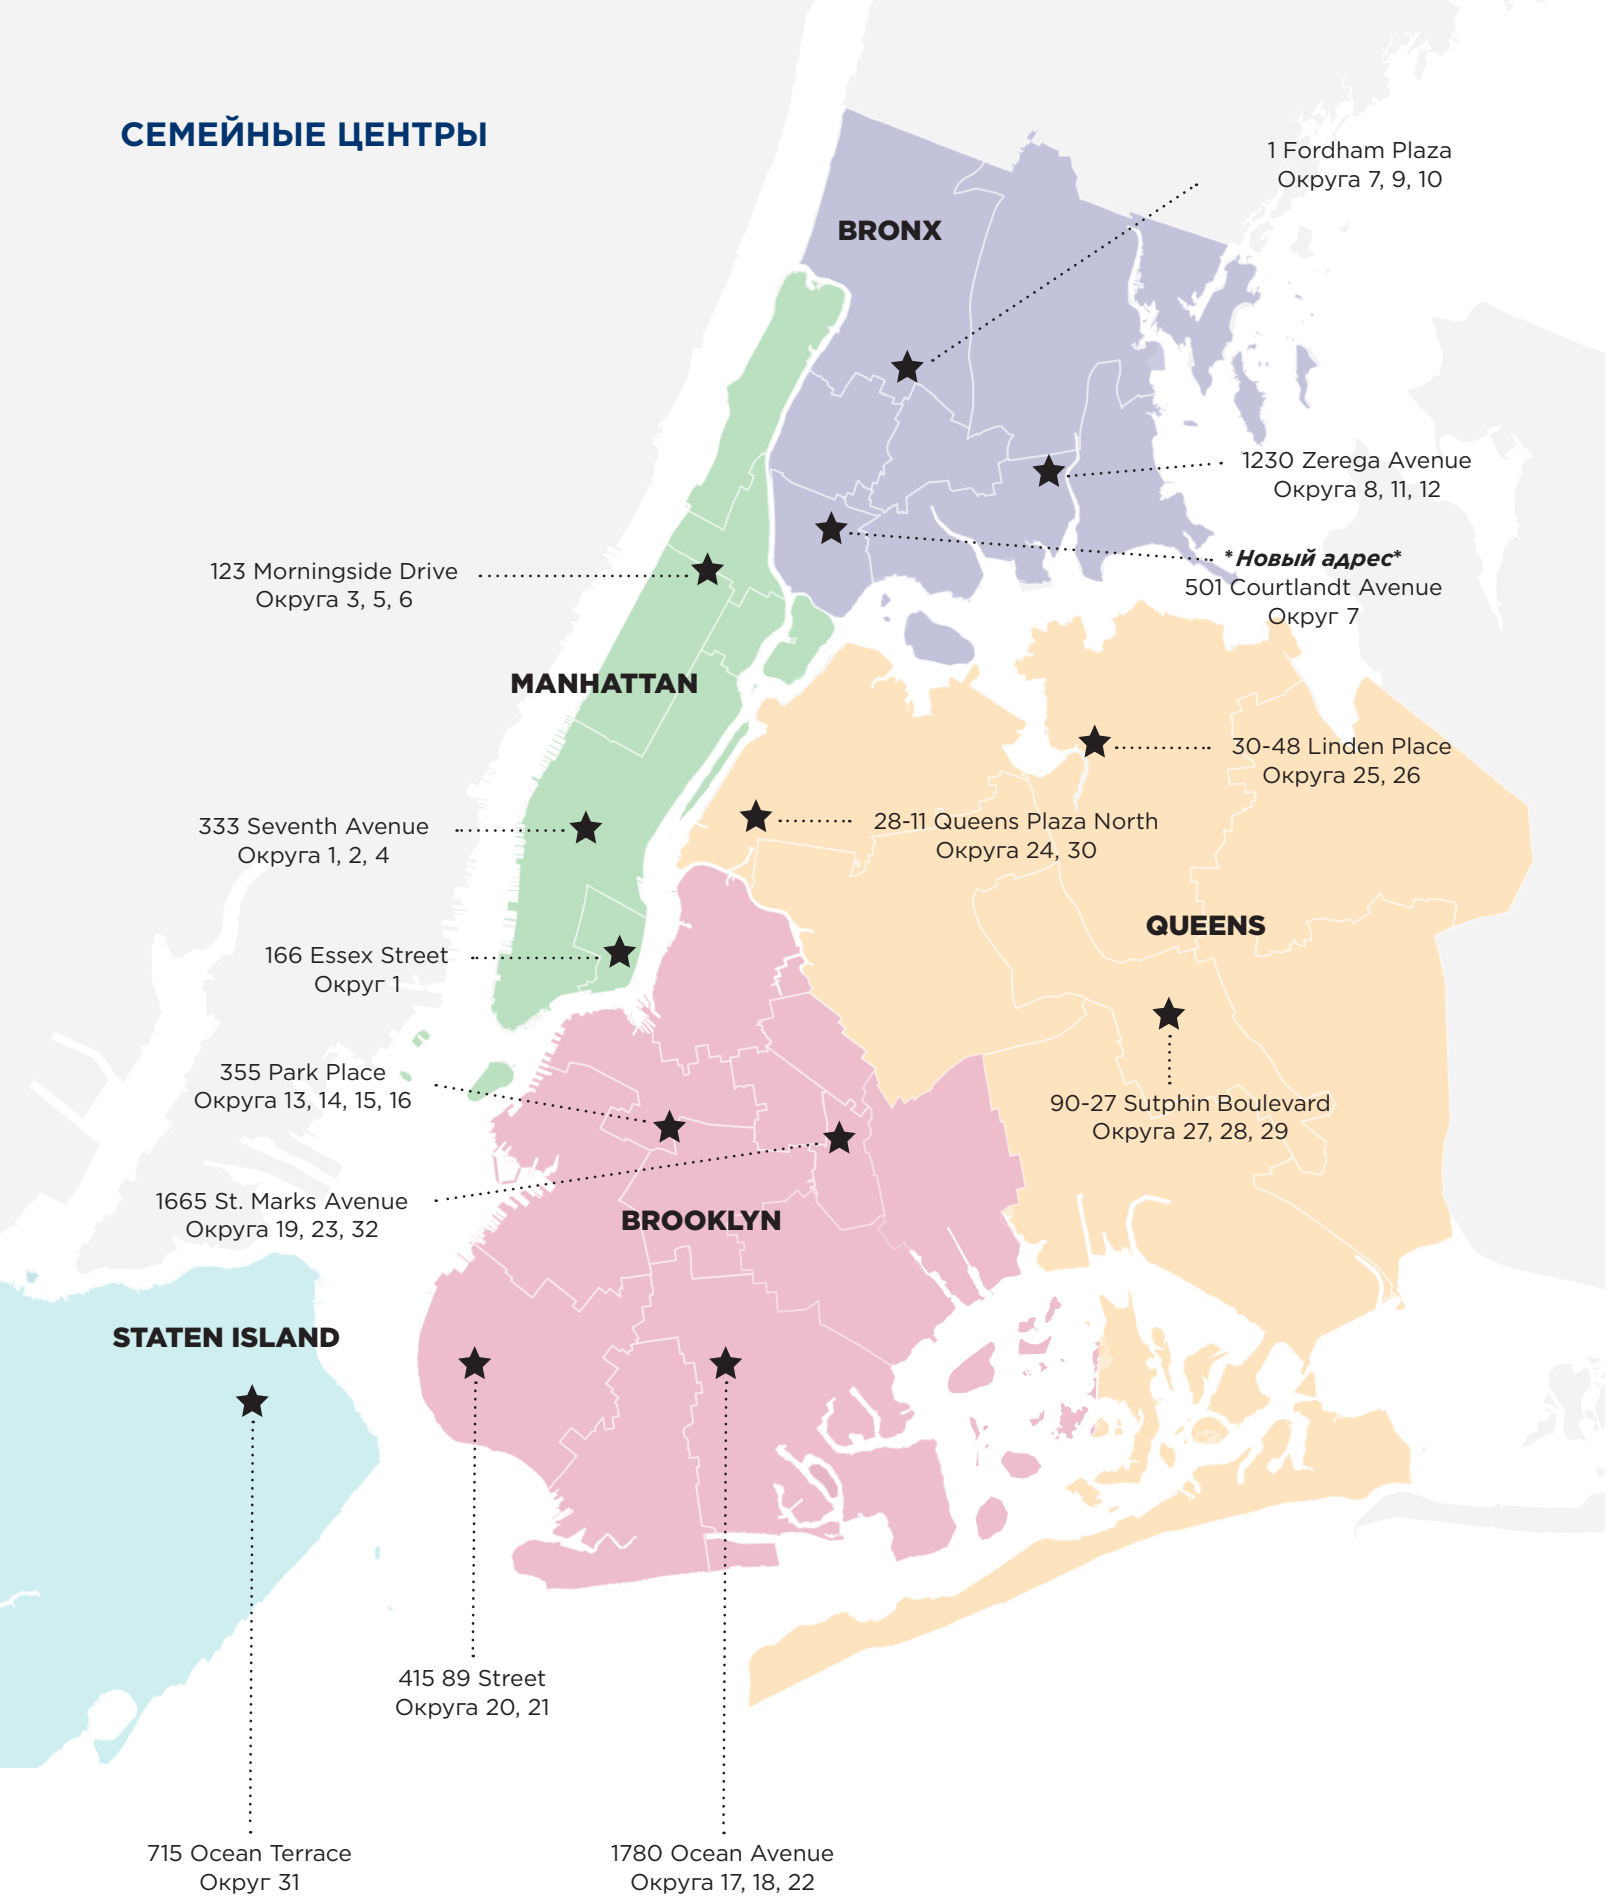 СЕМЕЙНЫЕ ЦЕНТРЫ
1 Fordham Plaza
Округа 7, 9, 10
BRONX
1230 Zerega Avenue
Округа 8, 11, 12
*Новый адрес*
501 Courtlandt Avenue
Округ 7
123 Morningside Drive
Округа 3, 5, 6
MANHATTAN
30-48 Linden Place
Округа 25, 26
333 Seventh Avenue
Округа 1, 2, 4
28-11 Queens Plaza North
Округа 24, 30
QUEENS
166 Essex Street
Округ 1
355 Park Place
Округа 13, 14, 15, 16
90-27 Sutphin Boulevard
Округа 27, 28, 29
1665 St. Marks Avenue
Округа 19, 23, 32
BROOKLYN
STATEN ISLAND
415 89 Street
Округа 20, 21
715 Ocean Terrace
Округ 31
1780 Ocean Avenue
Округа 17, 18, 22